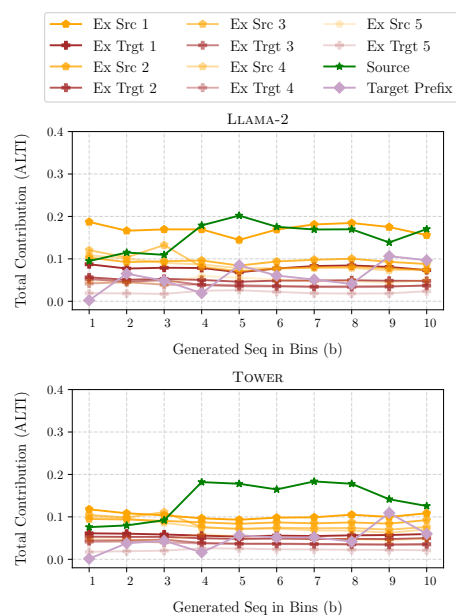 Ex Src 1
Ex Trgt 1
Ex Src 2
Ex Trgt 2
Ex Src 3
Ex Trgt 3
Ex Src 4
Ex Trgt 4
Ex Src 5
Ex Trgt 5
Source
Target Prefix
LLAMA-2
Total Contribution (ALTI)
0.4
0.3
0.2
0.1
0.0
1 2 3 4 5 6 7 8 9 10
Generated Seq in Bins (b)
TOWER
Total Contribution (ALTI)
0.4
0.3
0.2
0.1
0.0
1 2 3 4 5 6 7 8 9 10
Generated Seq in Bins (b)